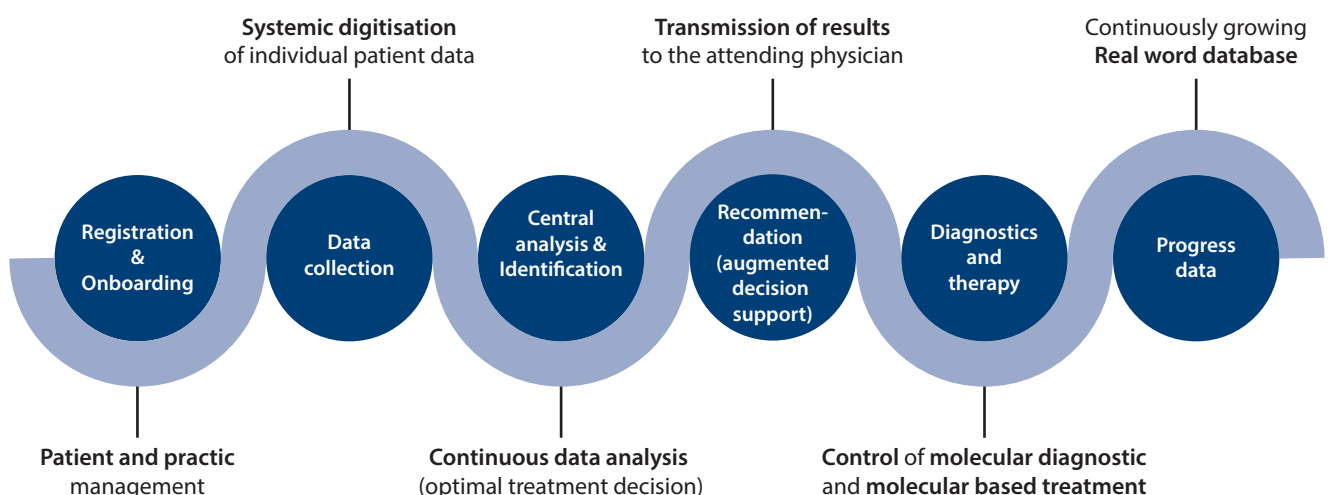 Systemic digitisation
of individual patient data
Transmission of results
to the attending physician
Continuously growing
Real word database
Registration
&
Onboarding
Data
collection
Central
analysis &
Identification
Recommen-
dation
(augmented
decision
support)
Diagnostics
and
therapy
Progress
data
Patient and practic
management
Continuous data analysis
(optimal treatment decision)
Control of molecular diagnostic
and molecular based treatment